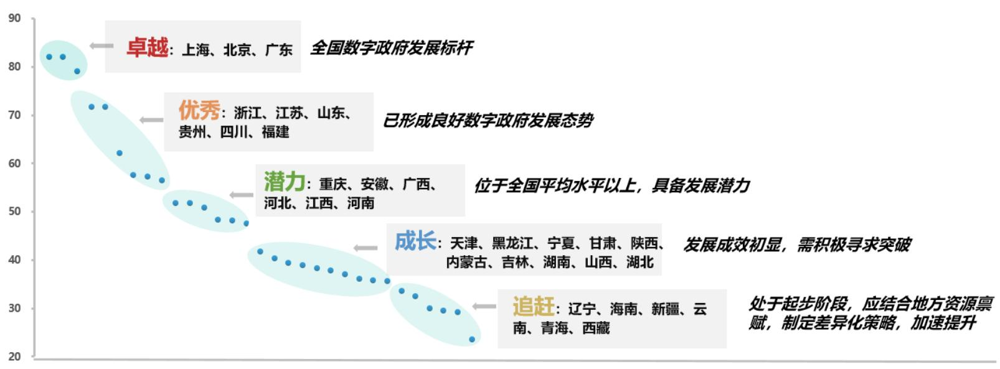 90
卓越：上海、北京、广东
全国数字政府发展标杆
80
优秀：浙江、江苏、山东、
贵州、四川、福建
已形成良好数字政府发展态势
70
60
潜力：重庆、安徽、广西、
河北、江西、河南
位于全国平均水平以上，具备发展潜力
50
成长：天津、黑龙江、宁夏、甘肃、陕西、
内蒙古、吉林、湖南、山西、湖北
发展成效初显，需积极寻求突破
40
追赶：辽宁、海南、新疆、云
南、青海、西藏
处于起步阶段，应结合地方资源禀
赋，制定差异化策略，加速提升
30
20